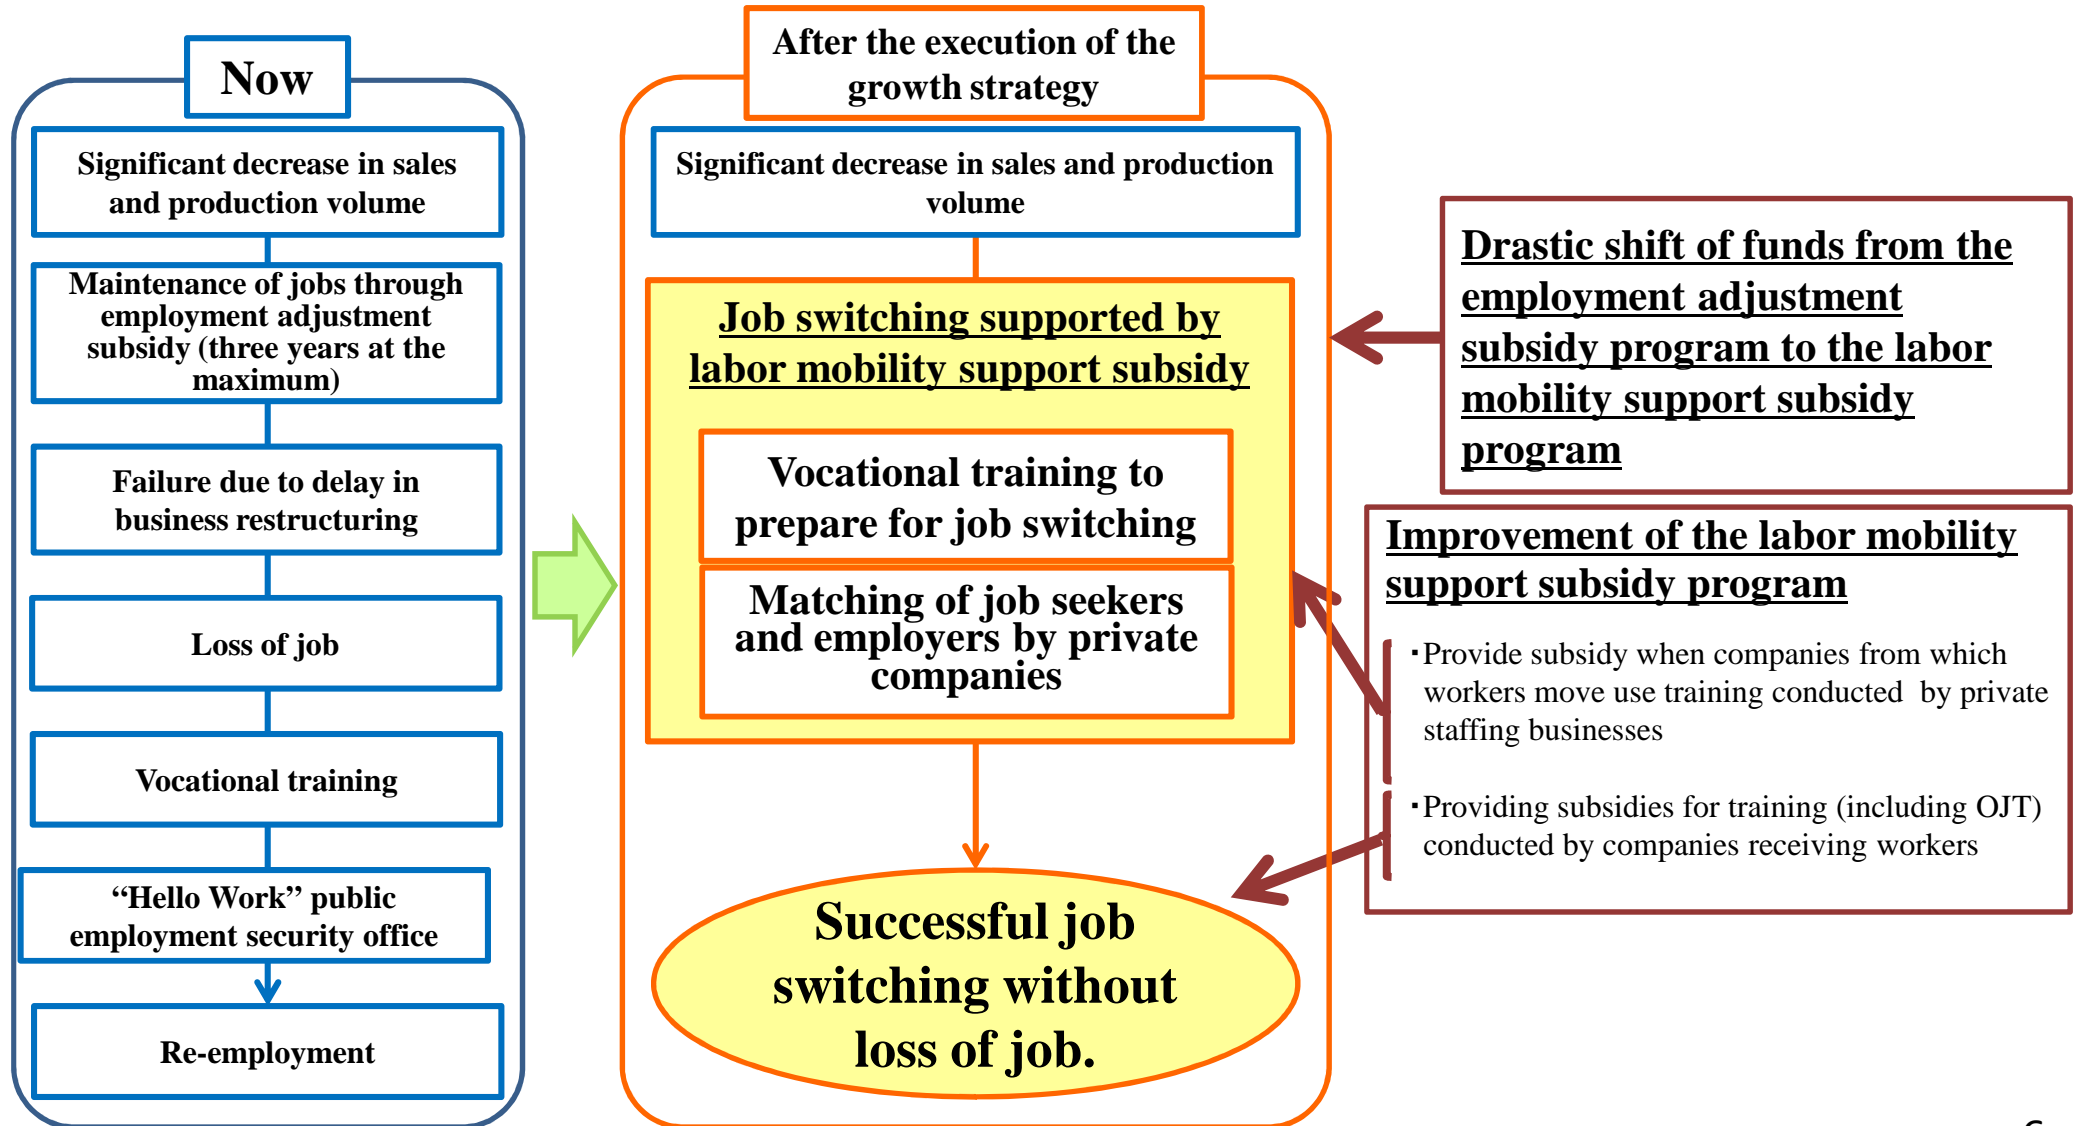 Now
Significant decrease in sales
and production volume
Maintenance of jobs through
employment adjustment
subsidy (three years at the
maximum)
Failure due to delay in
business restructuring
Loss of job
Vocational training
“Hello Work” public
employment security office
Re-employment
After the execution of the
growth strategy
Significant decrease in sales and production
volume
Job switching supported by
labor mobility support subsidy
Vocational training to
prepare for job switching
Matching of job seekers
and employers by private
companies
Successful job
switching without
loss of job.
Drastic shift of funds from the
employment adjustment
subsidy program to the labor
mobility support subsidy
program
Improvement of the labor mobility
support subsidy program
・Provide subsidy when companies from which
workers move use training conducted by private
staffing businesses
・Providing subsidies for training (including OJT)
conducted by companies receiving workers